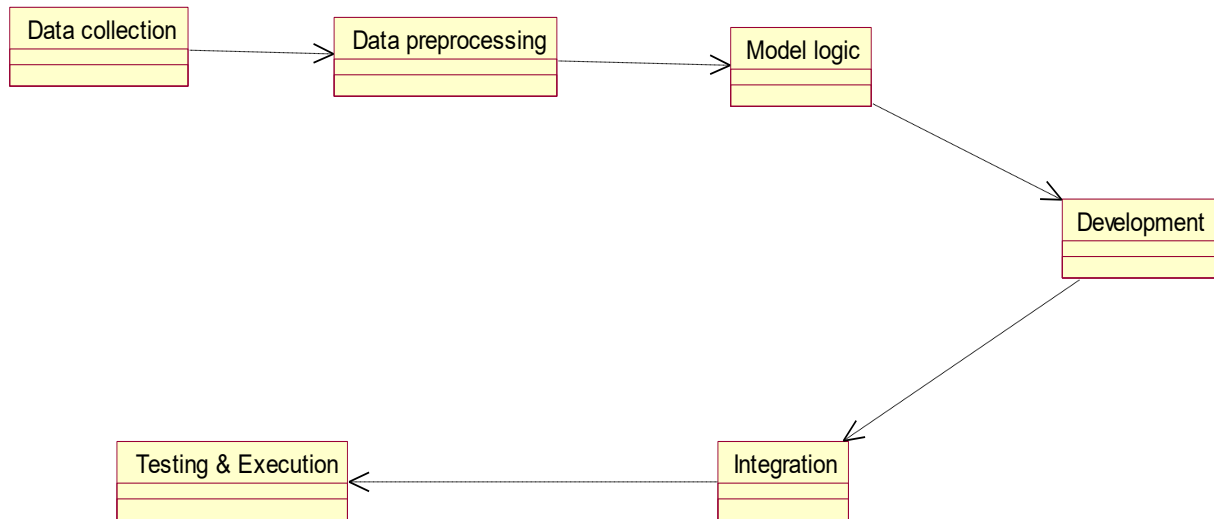 Data collection
Data preprocessing
Model logic
Development
Integration
Testing & Execution